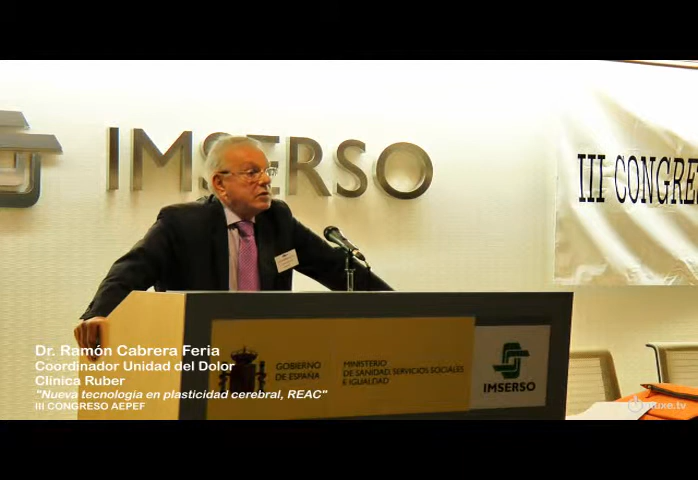 IMSERSO
III CONGRES
Dr. Ramón Cabrera Feria
Coordinador Unidad del Dolor
Clínica Ruber
"Nueva tecnología en plasticidad cerebral, REAC"
III CONGRESO AEPEF
GOBIERNO
DE ESPAÑA
MINISTERIO
DE SANIDAD, SERVICIOS SOCIALES
E IGUALDAD
IMSERSO